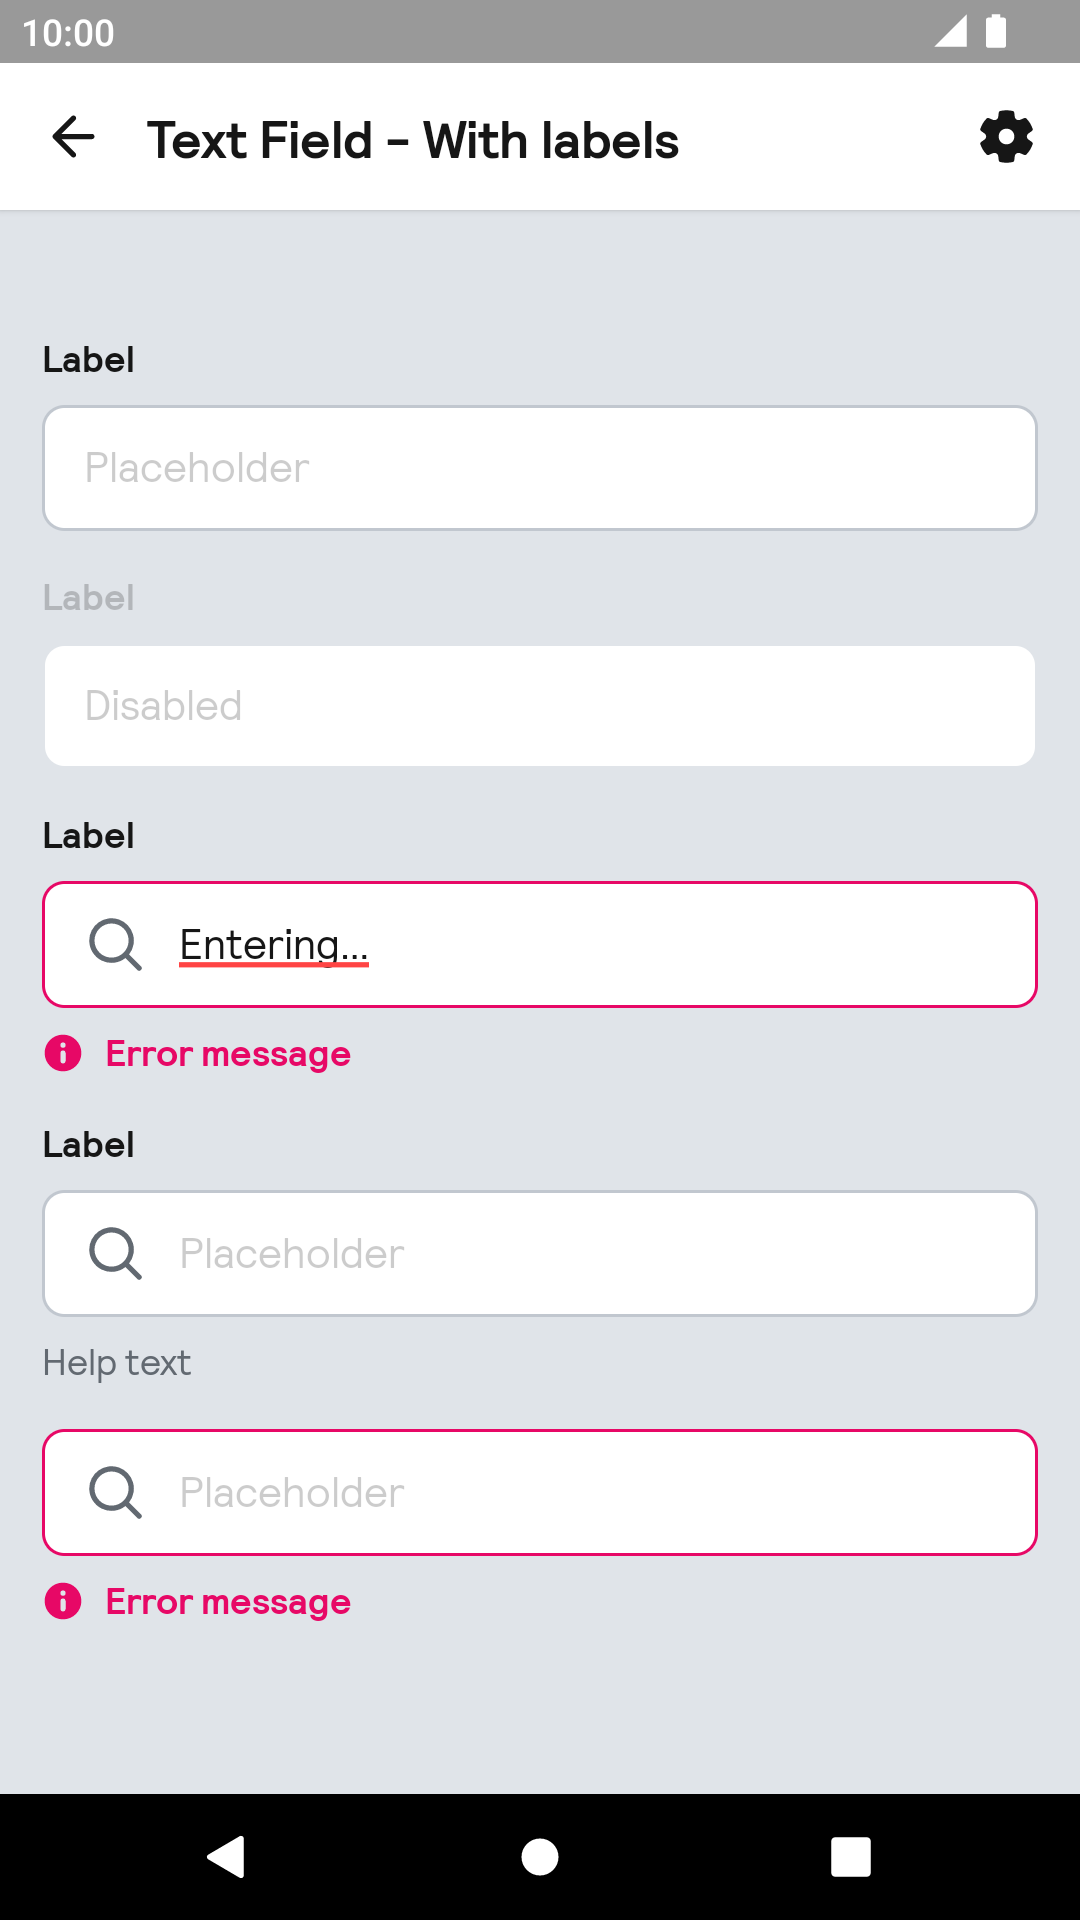 10:00
Text Field - With labels
Label
Placeholder
Label
Disabled
Label
Entering...
Error message
Label
Placeholder
Help text
Placeholder
Error message